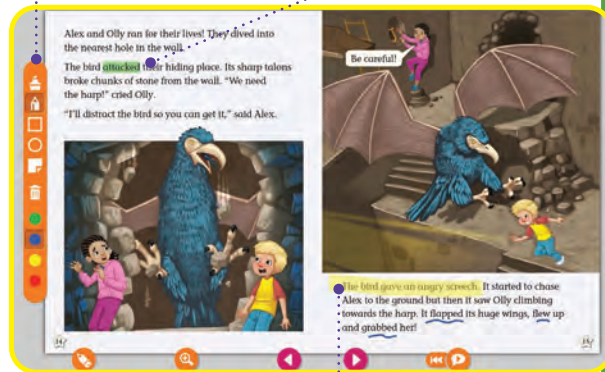 Alex and Olly ran for their lives! They dived into
the nearest hole in the wall.
The bird attacked their hiding place. Its sharp talons
broke chunks of stone from the wall. “We need
the harp!” cried Olly.
“I’ll distract the bird so you can get it,” said Alex.
Be careful!
The bird gave an angry screech. It started to chase
Alex to the ground but then it saw Olly climbing
towards the harp. It flapped its huge wings, flew up
and grabbed her!
14
15